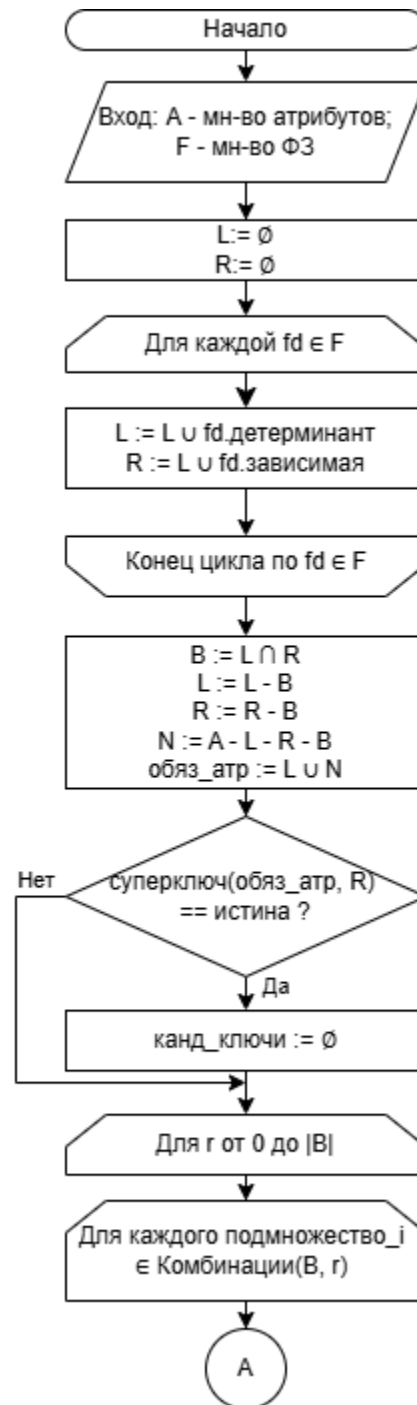 Начало
Вход: A - мн-во атрибутов;
F - мн-во ФЗ
L:= ∅
R:= ∅
Для каждой fd ∈ F
L := L ∪ fd.детерминант
R := L ∪ fd.зависимая
Конец цикла по fd ∈ F
B := L ∩ R
L := L - B
R := R - B
N := A - L - R - B
обяз_атр := L ∪ N
Нет
суперключ(обяз_атр, R)
== истина ?
Да
канд_ключи := ∅
Для r от 0 до |B|
Для каждого подмножество_i
∈ Комбинации(B, r)
A